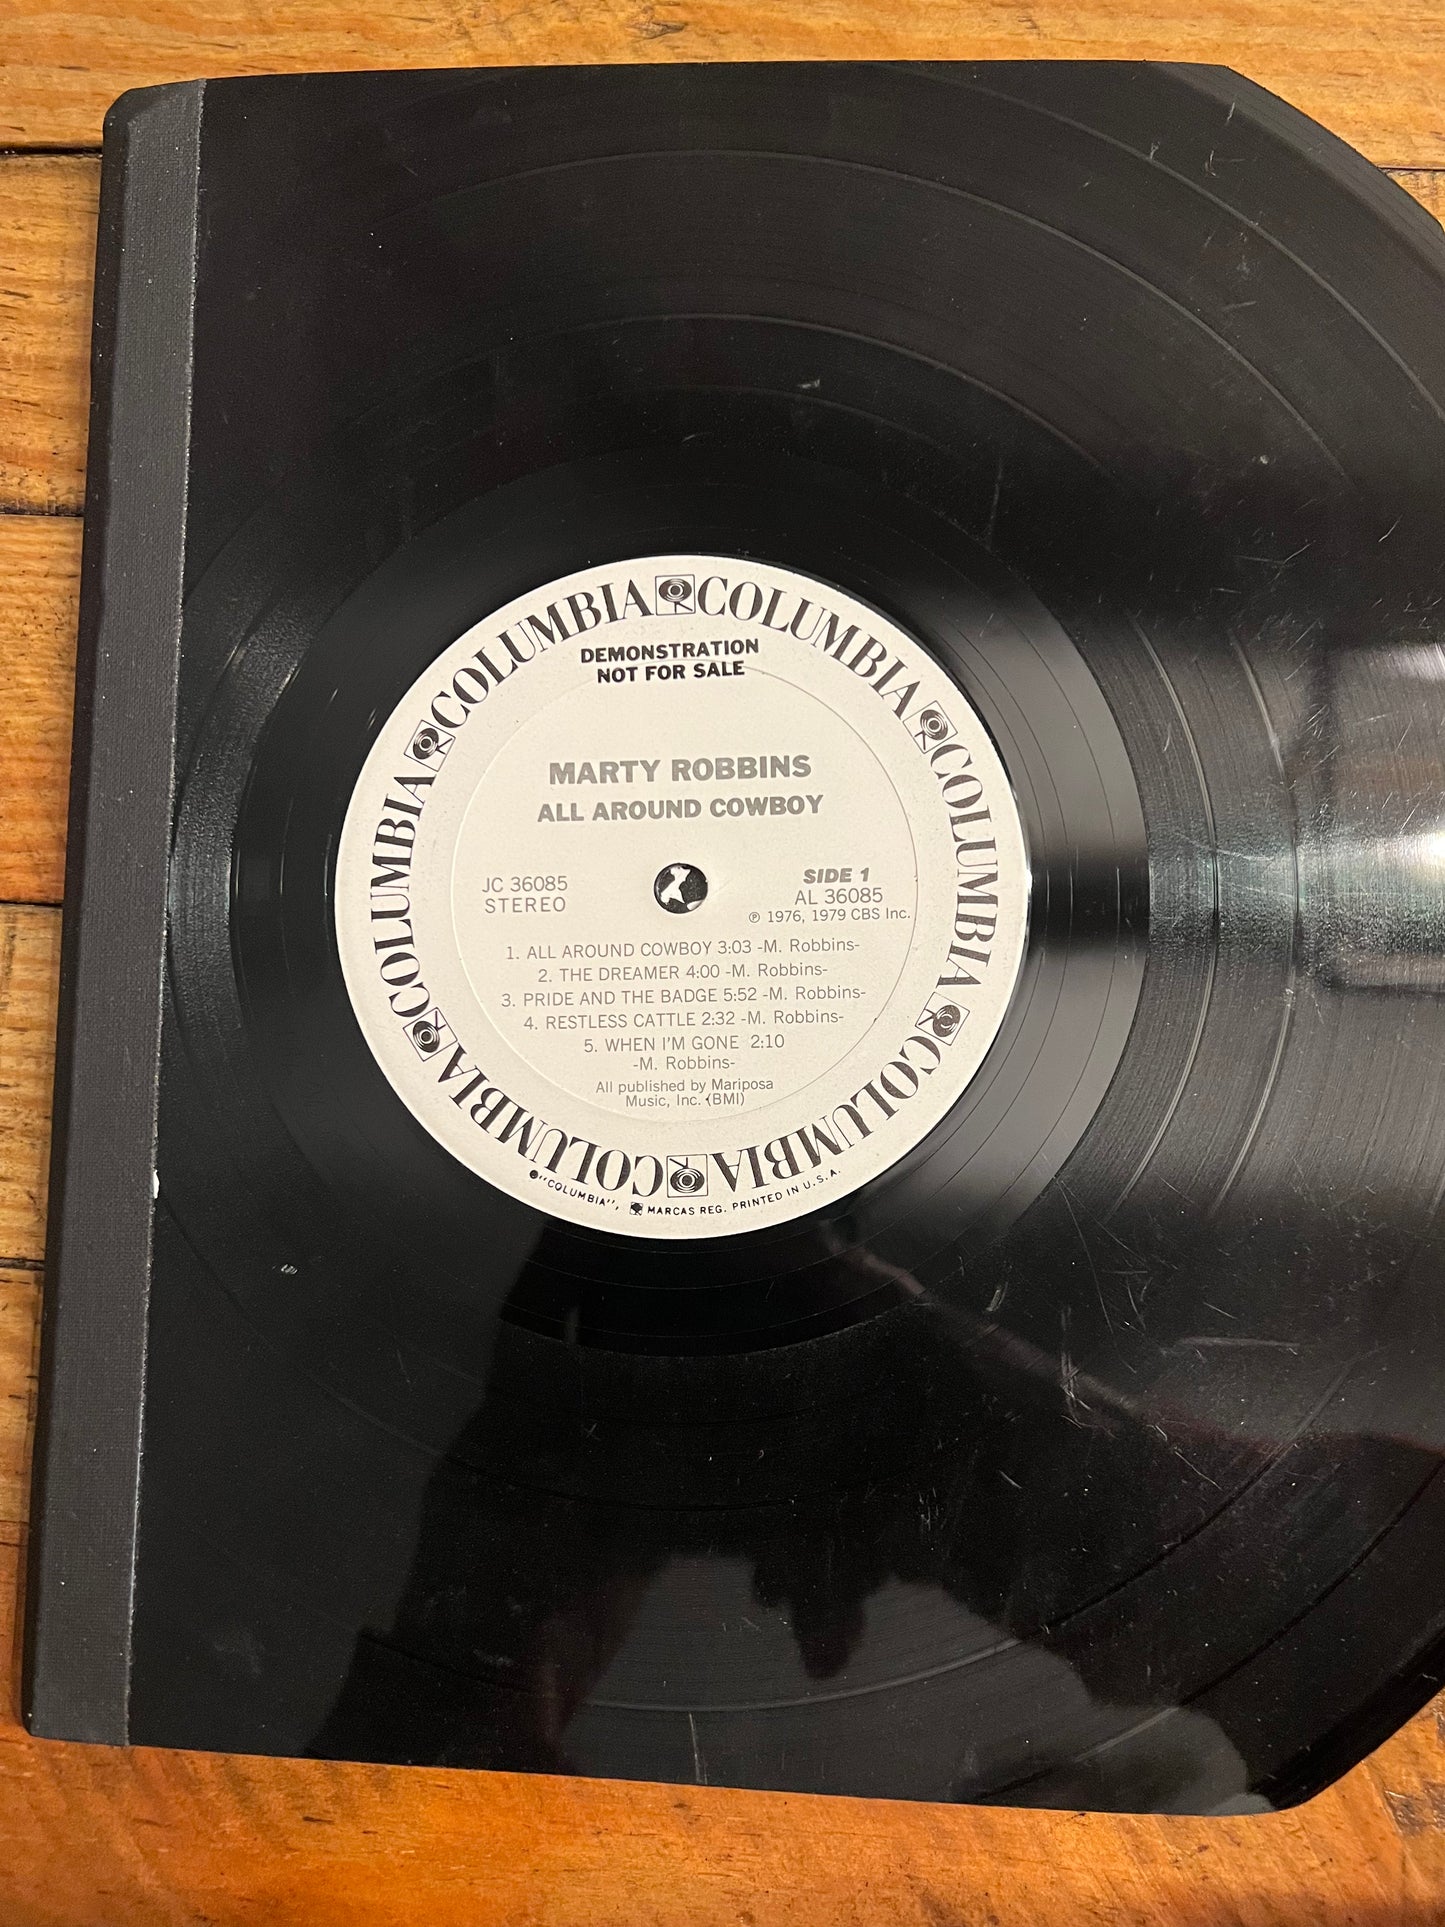 COLUMBIA COLUMBIA COLUMBIA COLUMBIA COLUMBIA COLUMBIA
DEMONSTRATION
NOT FOR SALE
MARTY ROBBINS
ALL AROUND COWBOY
JC 36085
STEREO
SIDE 1
AL 36085
℗ 1976, 1979 CBS Inc.
1. ALL AROUND COWBOY 3:03 -M. Robbins-
2. THE DREAMER 4:00 -M. Robbins-
3. PRIDE AND THE BADGE 5:52 -M. Robbins-
4. RESTLESS CATTLE 2:32 -M. Robbins-
5. WHEN I'M GONE 2:10
-M. Robbins-
All published by Mariposa
Music, Inc. (BMI)
"COLUMBIA", MARCAS REG. PRINTED IN U.S.A.